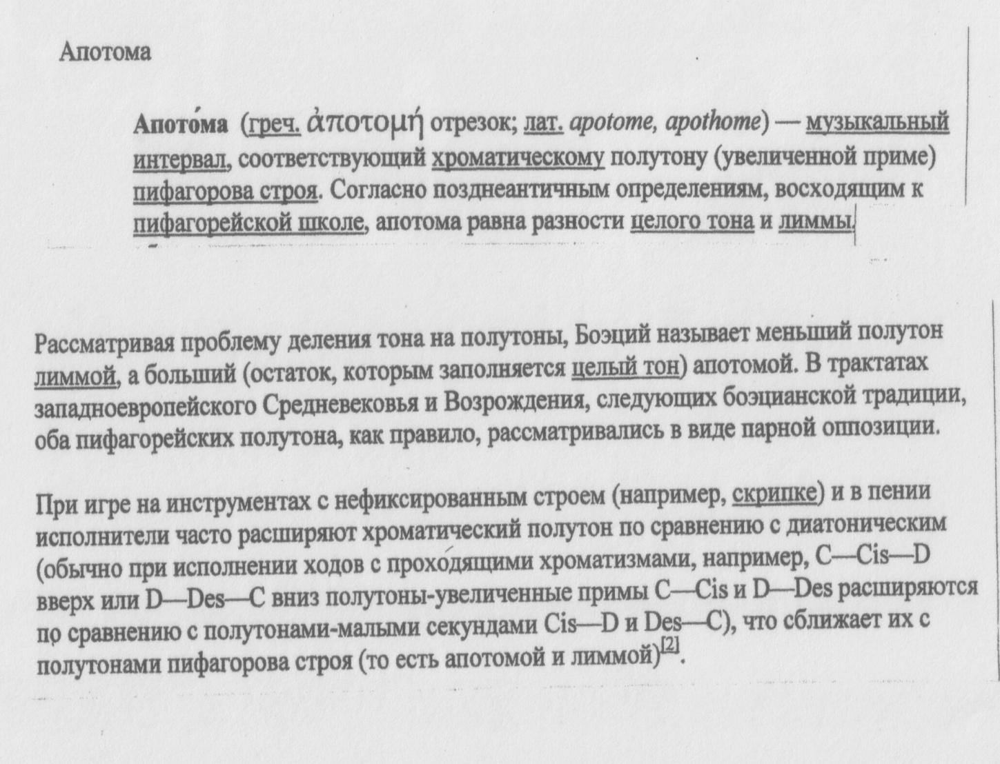 Апотома
Апото́ма (греч. ἀποτομή отрезок; лат. apotome, apothome) — музыкальный
интервал, соответствующий хроматическому полутону (увеличенной приме)
пифагорова строя. Согласно позднеантичным определениям, восходящим к
пифагорейской школе, апотома равна разности целого тона и лиммы.
Рассматривая проблему деления тона на полутоны, Боэций называет меньший полутон
лиммой, а больший (остаток, которым заполняется целый тон) апотомой. В трактатах
западноевропейского Средневековья и Возрождения, следующих боэцианской традиции,
оба пифагорейских полутона, как правило, рассматривались в виде парной оппозиции.
При игре на инструментах с нефиксированным строем (например, скрипке) и в пении
исполнители часто расширяют хроматический полутон по сравнению с диатоническим
(обычно при исполнении ходов с проходящими хроматизмами, например, C—Cis—D
вверх или D—Des—C вниз полутоны-увеличенные примы C—Cis и D—Des расширяются
по сравнению с полутонами-малыми секундами Cis—D и Des—C), что сближает их с
полутонами пифагорова строя (то есть апотомой и лиммой)[2].